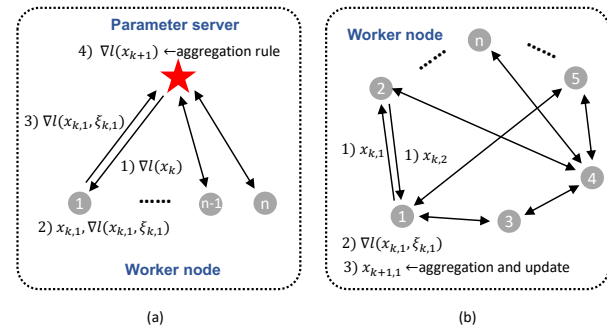 Parameter server
4) ∇l(x_{k+1}) ←aggregation rule
3) ∇l(x_{k,1}, ξ_{k,1})
1) ∇l(x_k)
1 ...... n-1 n
2) x_{k,1}, ∇l(x_{k,1}, ξ_{k,1})
Worker node
(a)
Worker node
n
...... ......
2
5
1) x_{k,1}
1) x_{k,2}
4
1
3
2) ∇l(x_{k,1}, ξ_{k,1})
3) x_{k+1,1} ←aggregation and update
(b)